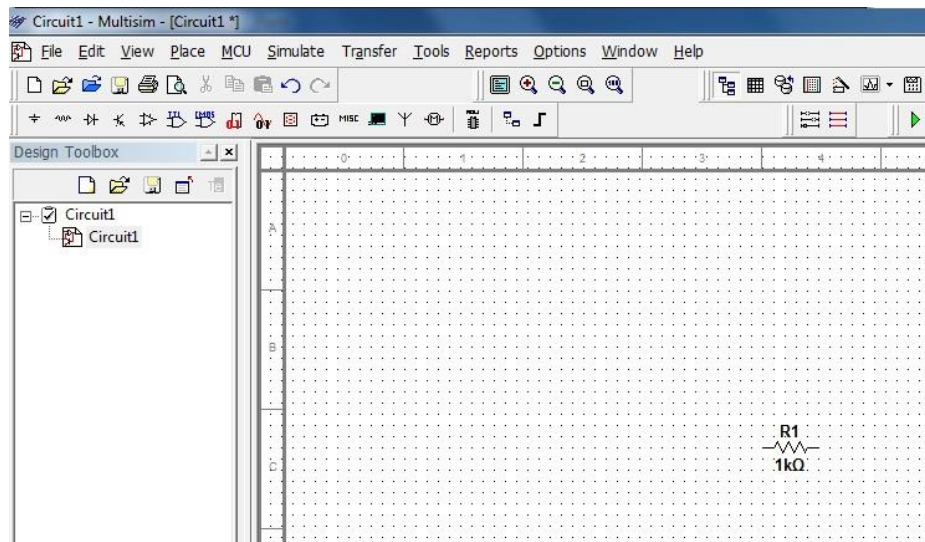 Circuit1 - Multisim - [Circuit1 *]
File Edit View Place MCU Simulate Transfer Tools Reports Options Window Help
MISC
Design Toolbox
0 1 2 3 4
Circuit1
Circuit1
A
B
R1
1kΩ
C